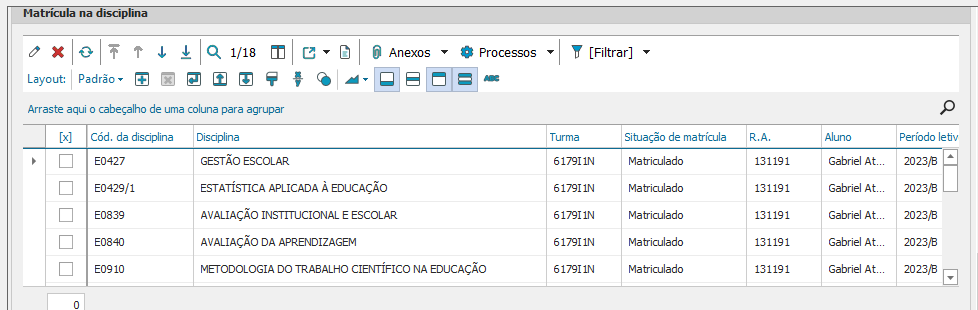 Matrícula na disciplina
1/18 Anexos Processos [Filtrar]
Layout: Padrão ABC
Arraste aqui o cabeçalho de uma coluna para agrupar
[x] Cód. da disciplina Disciplina Turma Situação de matrícula R.A. Aluno Período letiv
E0427 GESTÃO ESCOLAR 6179I1N Matriculado 131191 Gabriel At... 2023/B
E0429/1 ESTATÍSTICA APLICADA À EDUCAÇÃO 6179I1N Matriculado 131191 Gabriel At... 2023/B
E0839 AVALIAÇÃO INSTITUCIONAL E ESCOLAR 6179I1N Matriculado 131191 Gabriel At... 2023/B
E0840 AVALIAÇÃO DA APRENDIZAGEM 6179I1N Matriculado 131191 Gabriel At... 2023/B
E0910 METODOLOGIA DO TRABALHO CIENTÍFICO NA EDUCAÇÃO 6179I1N Matriculado 131191 Gabriel At... 2023/B
0